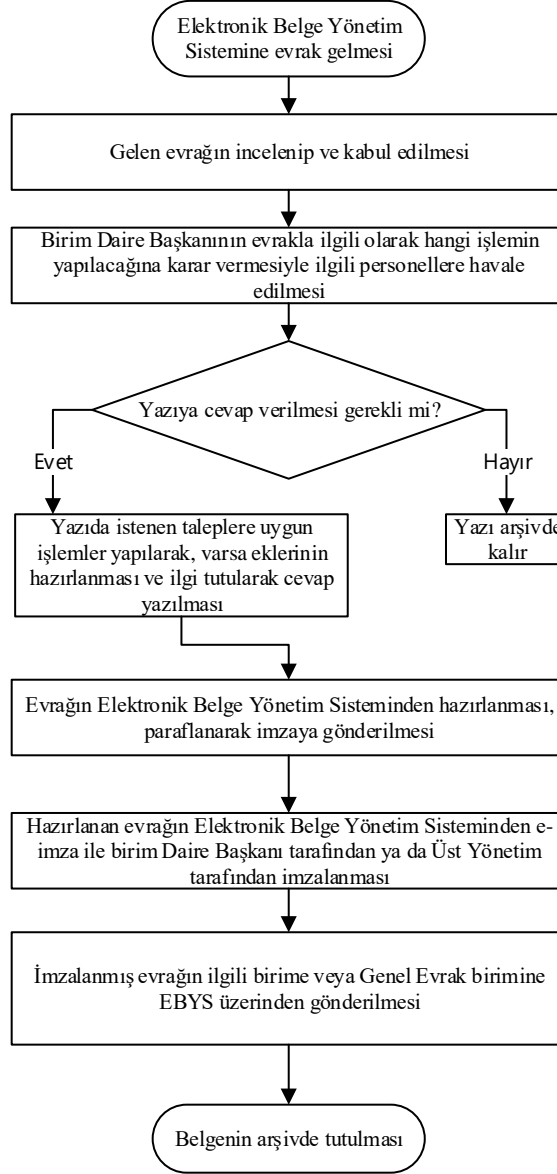 Elektronik Belge Yönetim
Sistemine evrak gelmesi
Gelen evrağın incelenip ve kabul edilmesi
Birim Daire Başkanının evrakla ilgili olarak hangi işlemin
yapılacağına karar vermesiyle ilgili personellere havale
edilmesi
Yazıya cevap verilmesi gerekli mi?
Evet
Hayır
Yazıda istenen taleplere uygun
işlemler yapılarak, varsa eklerinin
hazırlanması ve ilgi tutularak cevap
yazılması
Yazı arşivde
kalır
Evrağın Elektronik Belge Yönetim Sisteminden hazırlanması,
paraflanarak imzaya gönderilmesi
Hazırlanan evrağın Elektronik Belge Yönetim Sisteminden e-
imza ile birim Daire Başkanı tarafından ya da Üst Yönetim
tarafından imzalanması
İmzalanmış evrağın ilgili birime veya Genel Evrak birimine
EBYS üzerinden gönderilmesi
Belgenin arşivde tutulması